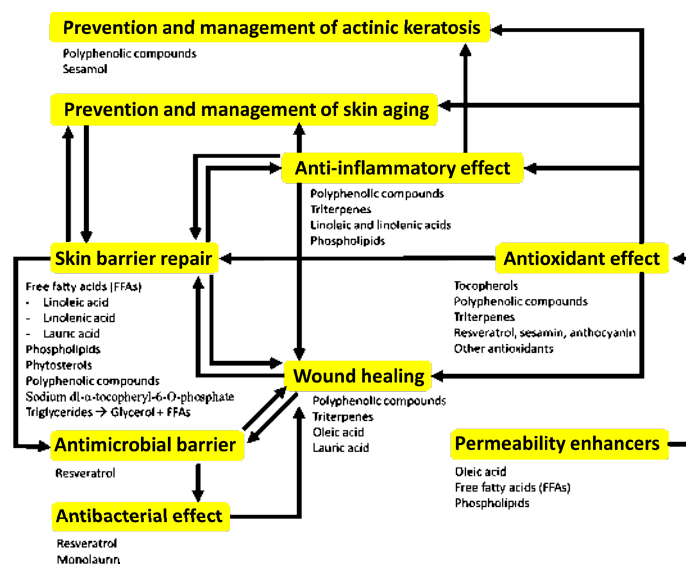 Prevention and management of actinic keratosis
Polyphenolic compounds
Sesamol
Prevention and management of skin aging
Anti-inflammatory effect
Polyphenolic compounds
Triterpenes
Linoleic and linolenic acids
Phospholipids
Skin barrier repair
Free fatty acids (FFAs)
- Linoleic acid
- Linolenic acid
- Lauric acid
Phospholipids
Phytosterols
Polyphenolic compounds
Sodium dl-α-tocopheryl-6-O-phosphate
Triglycerides → Glycerol + FFAs
Antioxidant effect
Tocopherols
Polyphenolic compounds
Triterpenes
Resveratrol, sesamin, anthocyanin
Other antioxidants
Wound healing
Polyphenolic compounds
Triterpenes
Oleic acid
Lauric acid
Antimicrobial barrier
Resveratrol
Permeability enhancers
Oleic acid
Free fatty acids (FFAs)
Phospholipids
Antibacterial effect
Resveratrol
Monolaurin